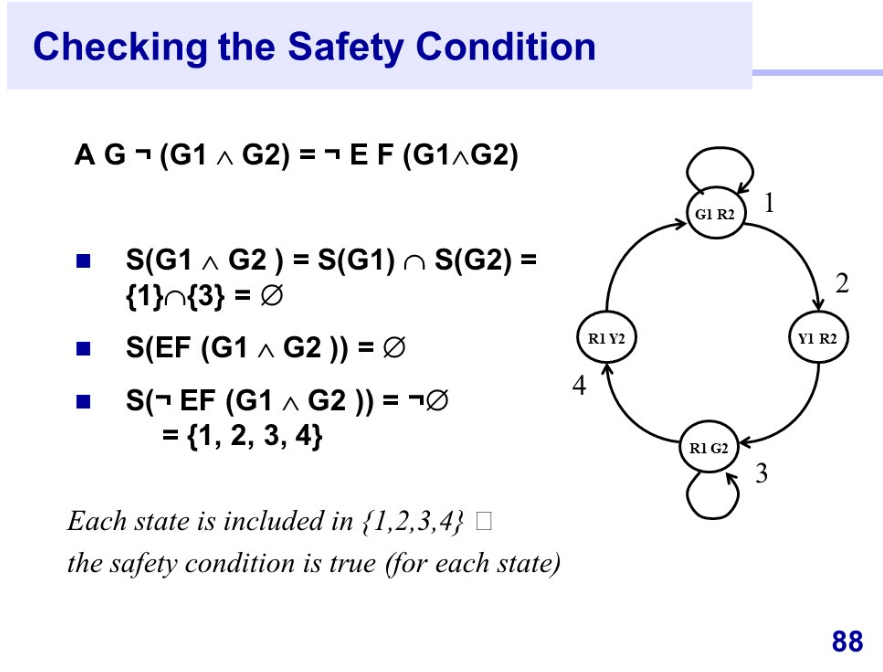 Checking the Safety Condition
A G ¬ (G1 ∧ G2) = ¬ E F (G1∧G2)
S(G1 ∧ G2 ) = S(G1) ∩ S(G2) =
{1}∩{3} = ∅
S(EF (G1 ∧ G2 )) = ∅
S(¬ EF (G1 ∧ G2 )) = ¬∅
= {1, 2, 3, 4}
Each state is included in {1,2,3,4} □
the safety condition is true (for each state)
G1 R2
1
2
R1 Y2
Y1 R2
4
R1 G2
3
88